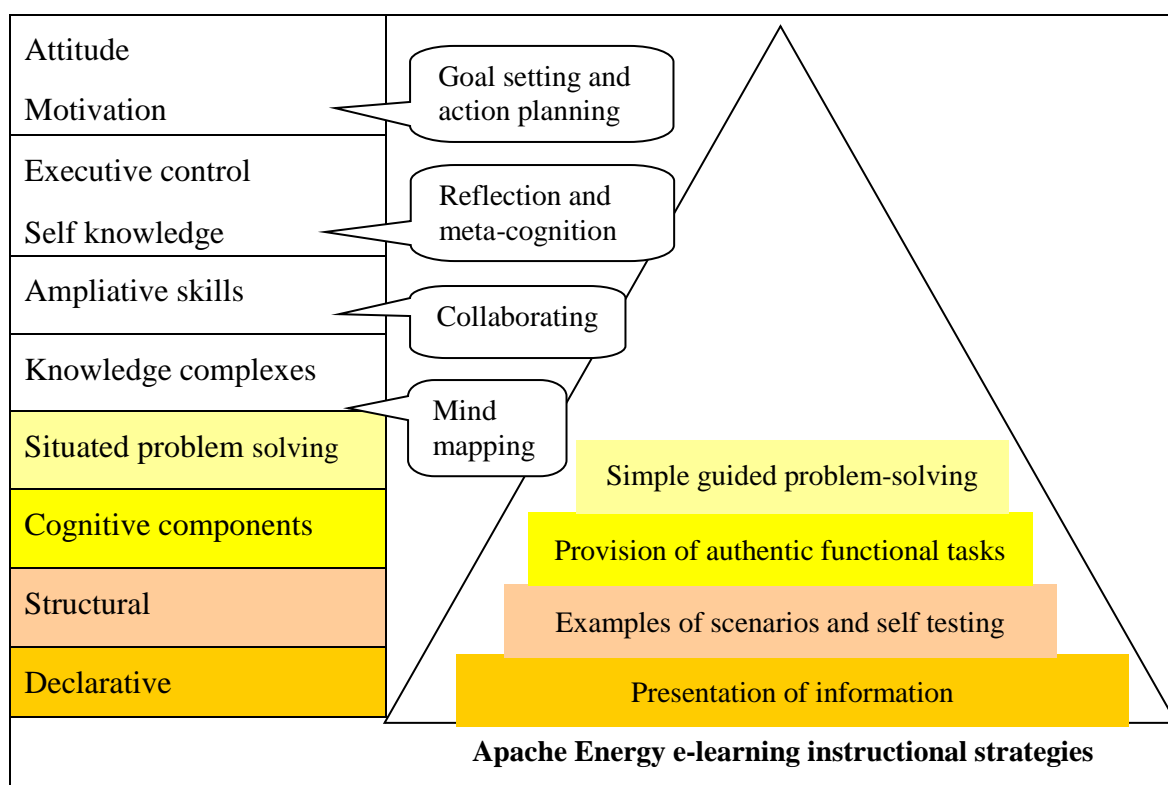 Attitude
Motivation
Goal setting and
action planning
Executive control
Self knowledge
Reflection and
meta-cognition
Ampliative skills
Collaborating
Knowledge complexes
Mind
mapping
Situated problem solving
Simple guided problem-solving
Cognitive components
Provision of authentic functional tasks
Structural
Examples of scenarios and self testing
Declarative
Presentation of information
Apache Energy e-learning instructional strategies